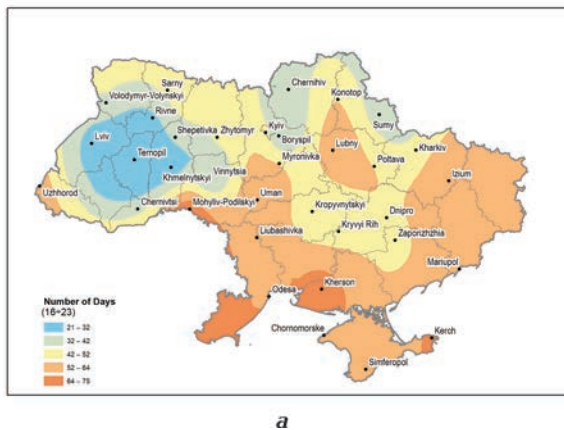 Chernihiv
Konotop
Sarny
Volodymyr-Volynskyi
Rivne
Sumy
Shepetivka
Zhytomyr
Kyiv
Boryspil
Lviv
Lubny
Kharkiv
Ternopil
Myronivka
Poltava
Khmelnytskyi
Vinnytsia
Izium
Uzhhorod
Uman
Chernivtsi
Mohyliv-Podilskyi
Kropyvnytskyi
Dnipro
Kryvyi Rih
Liubashivka
Zaporizhzhia
Mariupol
Odesa
Kherson
Number of Days
(16÷23)
21 – 32
32 – 42
42 – 52
52 – 64
64 – 75
Chornomorske
Kerch
Simferopol
a